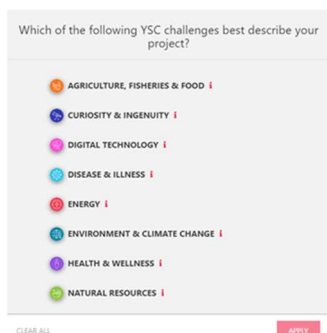 Which of the following YSC challenges best describe your
project?
AGRICULTURE, FISHERIES & FOOD i
CURIOSITY & INGENUITY i
DIGITAL TECHNOLOGY i
DISEASE & ILLNESS i
ENERGY i
ENVIRONMENT & CLIMATE CHANGE i
HEALTH & WELLNESS i
NATURAL RESOURCES i
CLEAR ALL APPLY